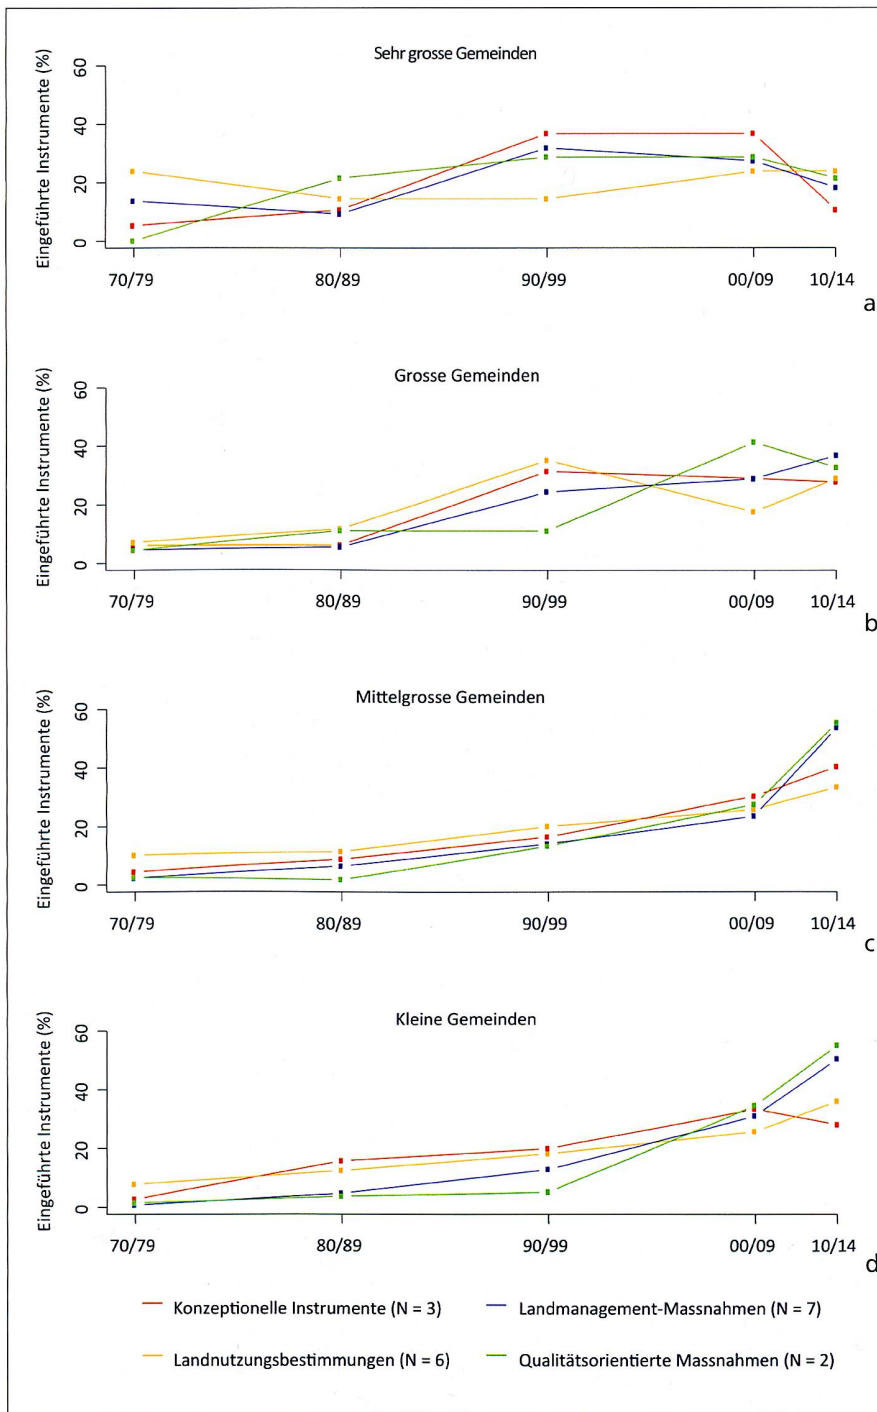 Sehr grosse Gemeinden
Eingeführte Instrumente (%)
60
40
20
0
70/79 80/89 90/99 00/09 10/14
a
Grosse Gemeinden
Eingeführte Instrumente (%)
60
40
20
0
70/79 80/89 90/99 00/09 10/14
b
Mittelgrosse Gemeinden
Eingeführte Instrumente (%)
60
40
20
0
70/79 80/89 90/99 00/09 10/14
c
Kleine Gemeinden
Eingeführte Instrumente (%)
60
40
20
0
70/79 80/89 90/99 00/09 10/14
d
Konzeptionelle Instrumente (N = 3) Landmanagement-Massnahmen (N = 7)
Landnutzungsbestimmungen (N = 6) Qualitätsorientierte Massnahmen (N = 2)